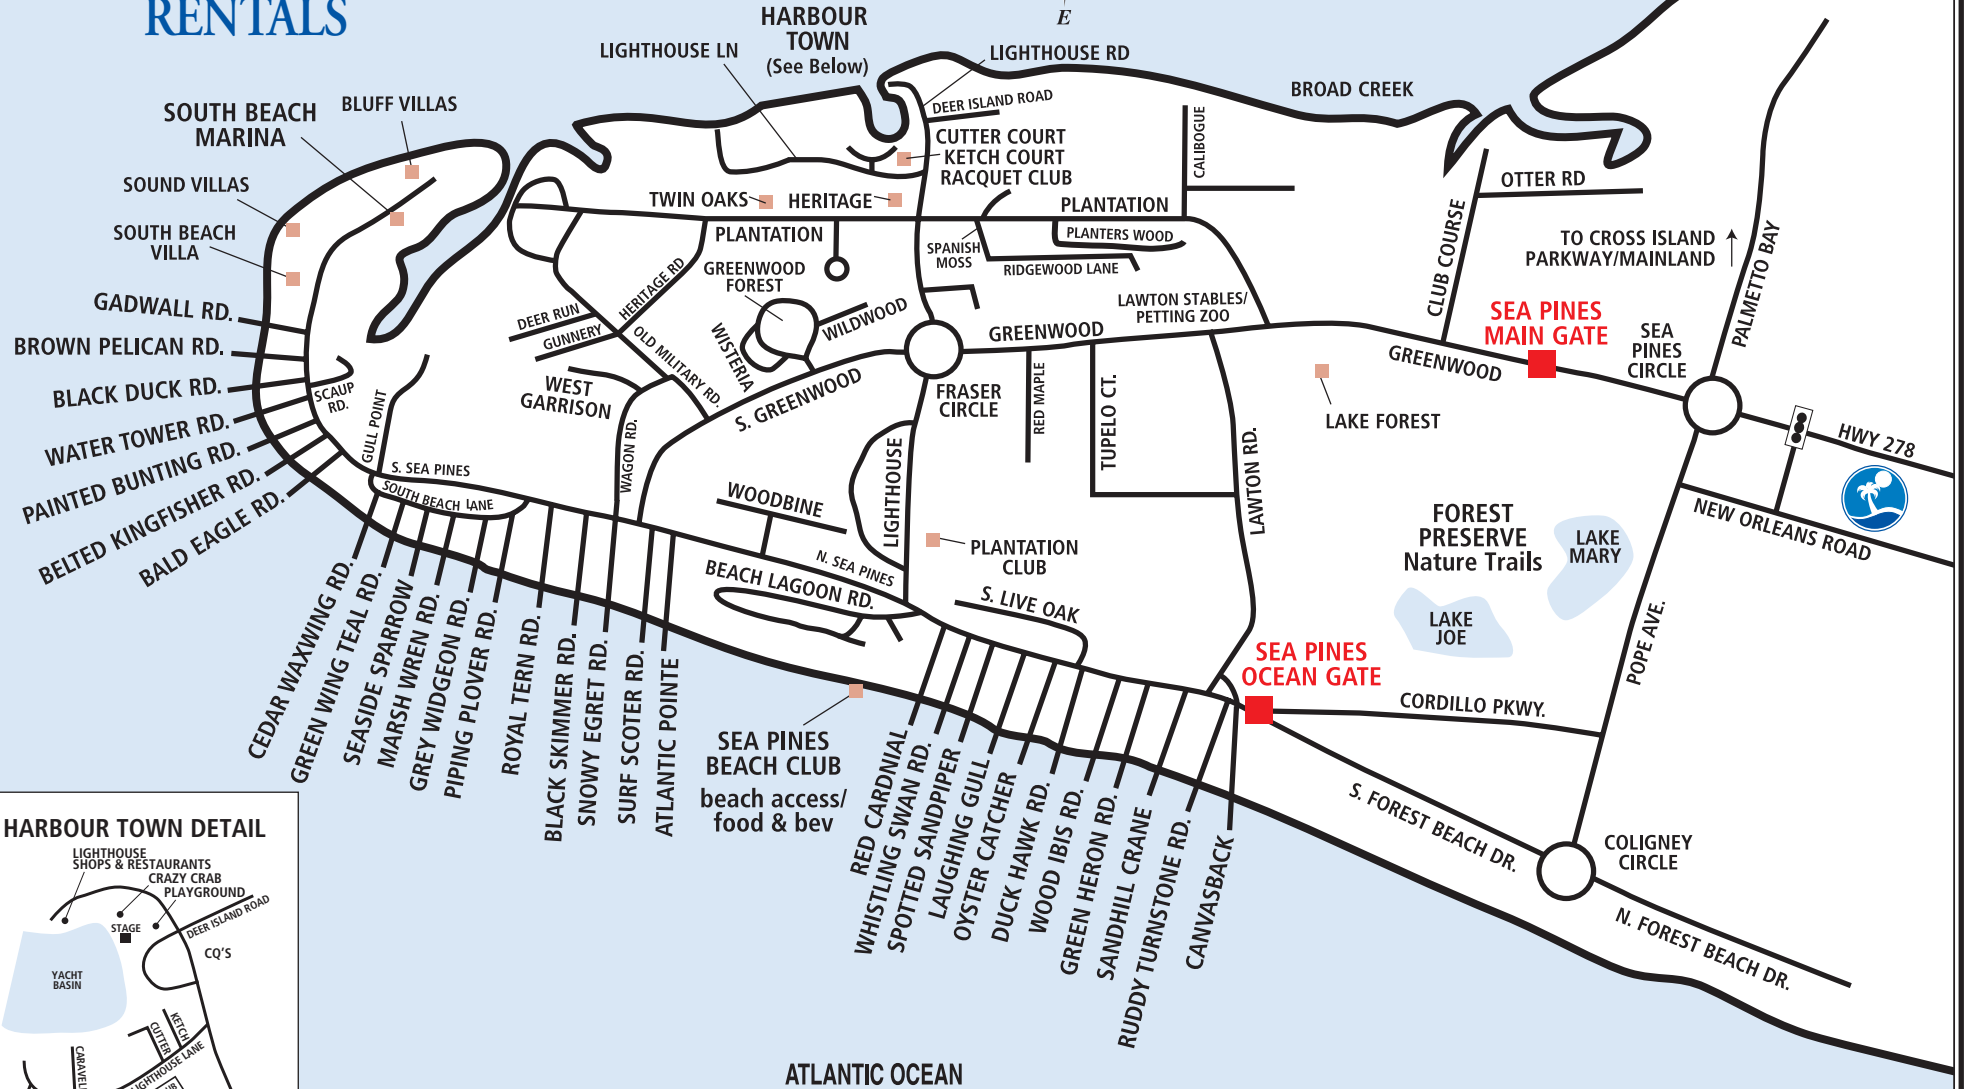 RENTALS
HARBOUR
TOWN
(See Below)
E
LIGHTHOUSE LN
LIGHTHOUSE RD
BROAD CREEK
DEER ISLAND ROAD
SOUTH BEACH
MARINA
BLUFF VILLAS
CUTTER COURT
KETCH COURT
RACQUET CLUB
CALIBOGUE
SOUND VILLAS
TWIN OAKS
HERITAGE
PLANTATION
OTTER RD
SOUTH BEACH
VILLA
PLANTATION
SPANISH
MOSS
PLANTERS WOOD
RIDGEWOOD LANE
CLUB COURSE
TO CROSS ISLAND
PARKWAY/MAINLAND
PALMETTO BAY
GREENWOOD
FOREST
HERITAGE RD
GADWALL RD.
BROWN PELICAN RD.
BLACK DUCK RD.
WATER TOWER RD.
PAINTED BUNTING RD.
BELTED KINGFISHER RD.
BALD EAGLE RD.
SCAUP
RD.
GULL POINT
DEER RUN
GUNNERY
OLD MILITARY RD.
WISTERIA
WILDWOOD
LAWTON STABLES/
PETTING ZOO
GREENWOOD
SEA PINES
MAIN GATE
SEA
PINES
CIRCLE
GREENWOOD
WEST
GARRISON
S. GREENWOOD
FRASER
CIRCLE
RED MAPLE
TUPELO CT.
LAKE FOREST
HWY 278
WAGON RD.
LIGHTHOUSE
LAWTON RD.
S. SEA PINES
SOUTH BEACH LANE
WOODBINE
NEW ORLEANS ROAD
FOREST
PRESERVE
Nature Trails
LAKE
MARY
LAKE
JOE
PLANTATION
CLUB
N. SEA PINES
BEACH LAGOON RD.
S. LIVE OAK
POPE AVE.
SEA PINES
OCEAN GATE
CORDILLO PKWY.
CEDAR WAXWING RD.
GREEN WING TEAL RD.
SEASIDE SPARROW
MARSH WREN RD.
GREY WIDGEON RD.
PIPING PLOVER RD.
ROYAL TERN RD.
BLACK SKIMMER RD.
SNOWY EGRET RD.
SURF SCOTER RD.
ATLANTIC POINTE
SEA PINES
BEACH CLUB
beach access/
food & bev
RED CARDNIAL
WHISTLING SWAN RD.
SPOTTED SANDPIPER
LAUGHING GULL
OYSTER CATCHER
DUCK HAWK RD.
WOOD IBIS RD.
GREEN HERON RD.
SANDHILL CRANE
RUDDY TURNSTONE RD.
CANVASBACK
S. FOREST BEACH DR.
COLIGNEY
CIRCLE
N. FOREST BEACH DR.
HARBOUR TOWN DETAIL
LIGHTHOUSE
SHOPS & RESTAURANTS
CRAZY CRAB
PLAYGROUND
STAGE
DEER ISLAND ROAD
CQ'S
YACHT
BASIN
KETCH
CUTTER
LIGHTHOUSE LANE
ATLANTIC OCEAN